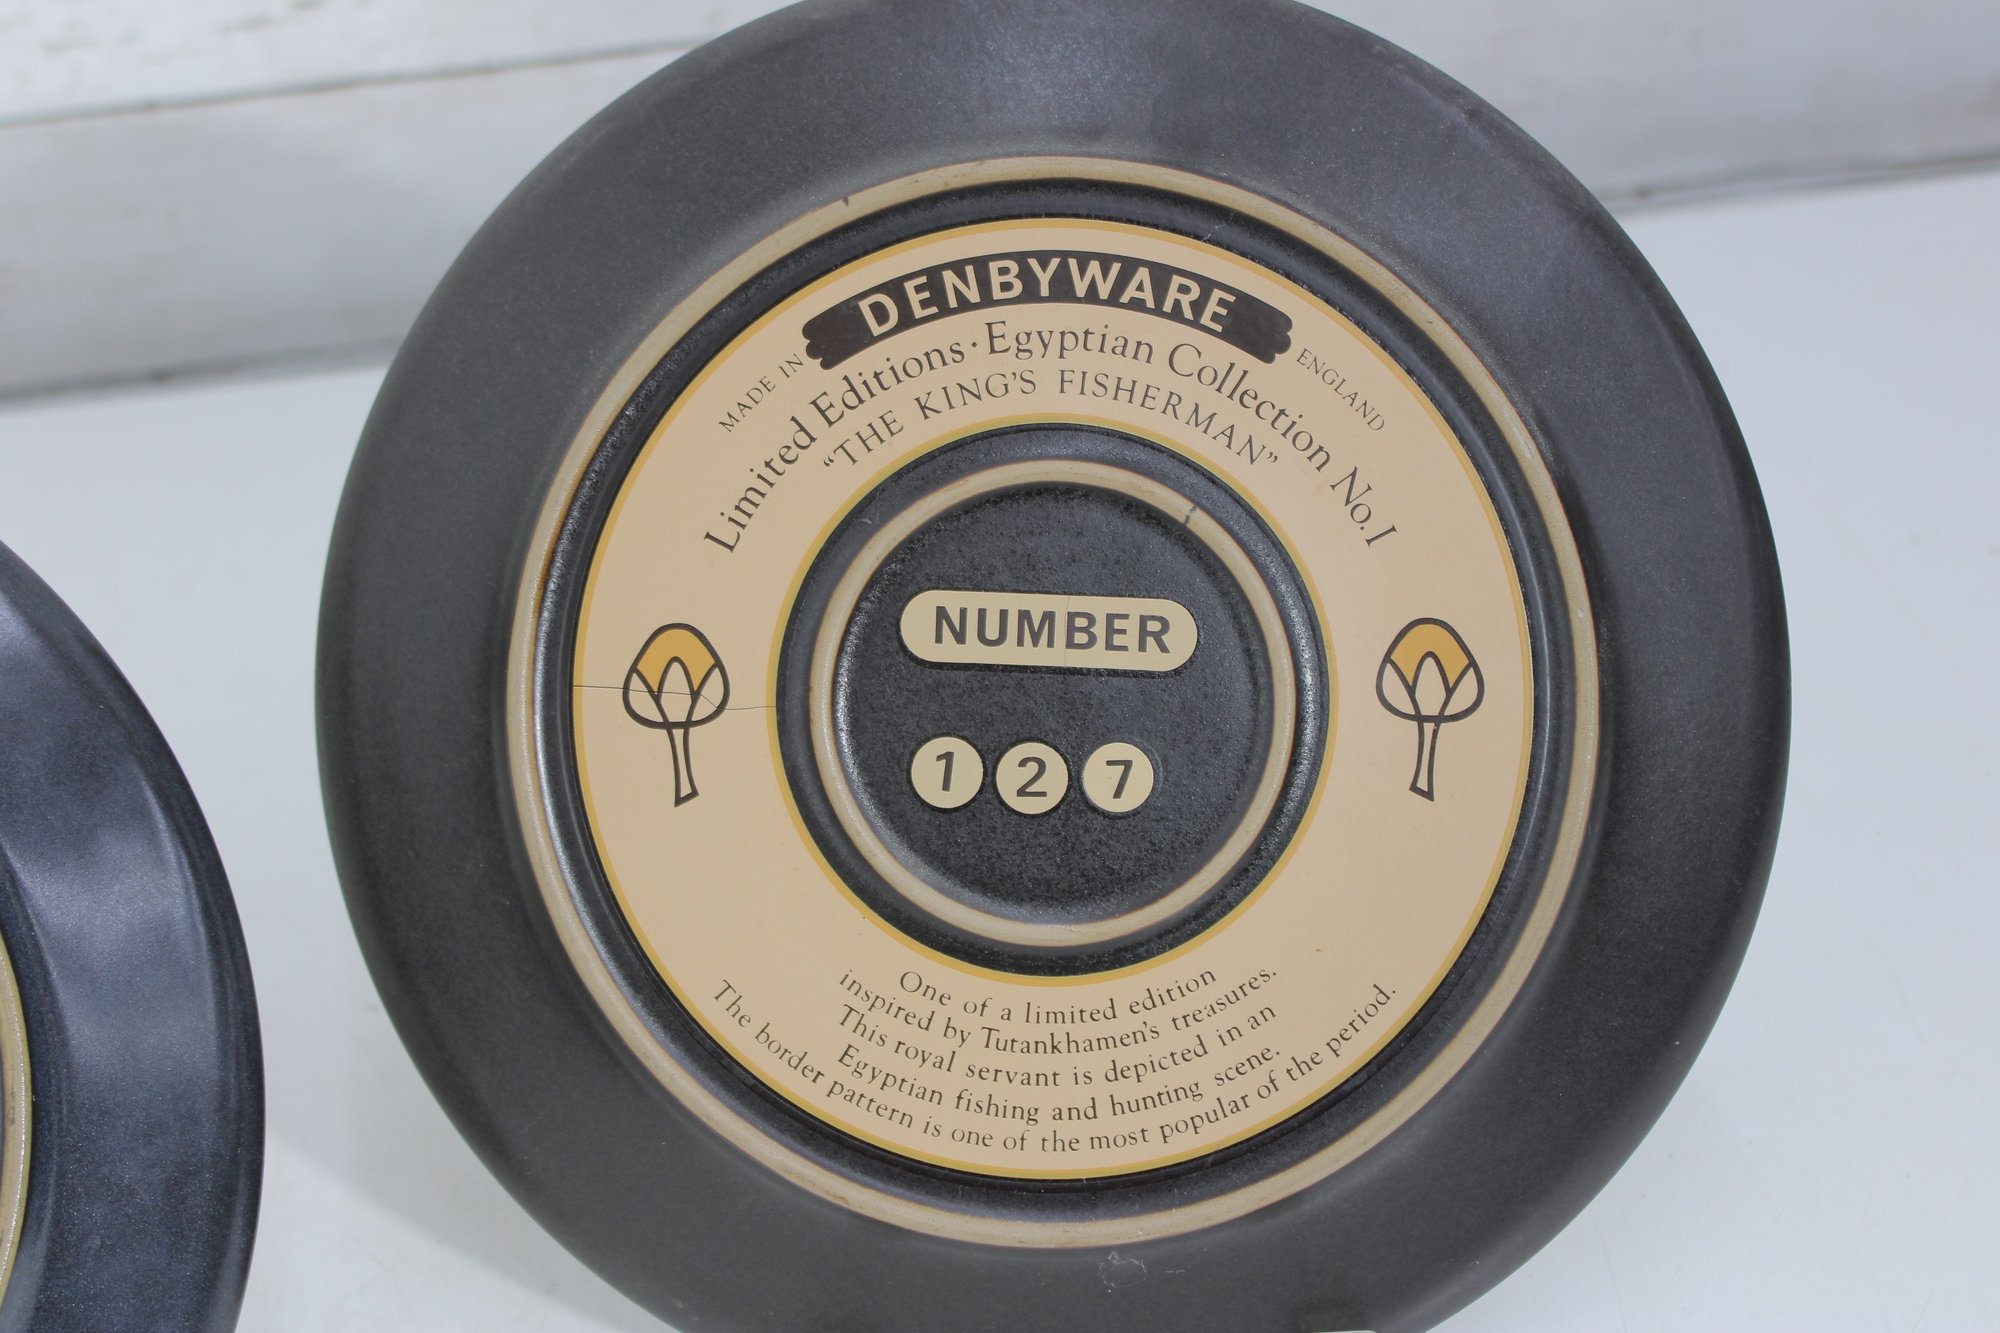 DENBYWARE
MADE IN ENGLAND
Limited Editions · Egyptian Collection No. I
“THE KING'S FISHERMAN”
NUMBER
1 2 7
One of a limited edition
inspired by Tutankhamen's treasures.
This royal servant is depicted in an
Egyptian fishing and hunting scene.
The border pattern is one of the most popular of the period.